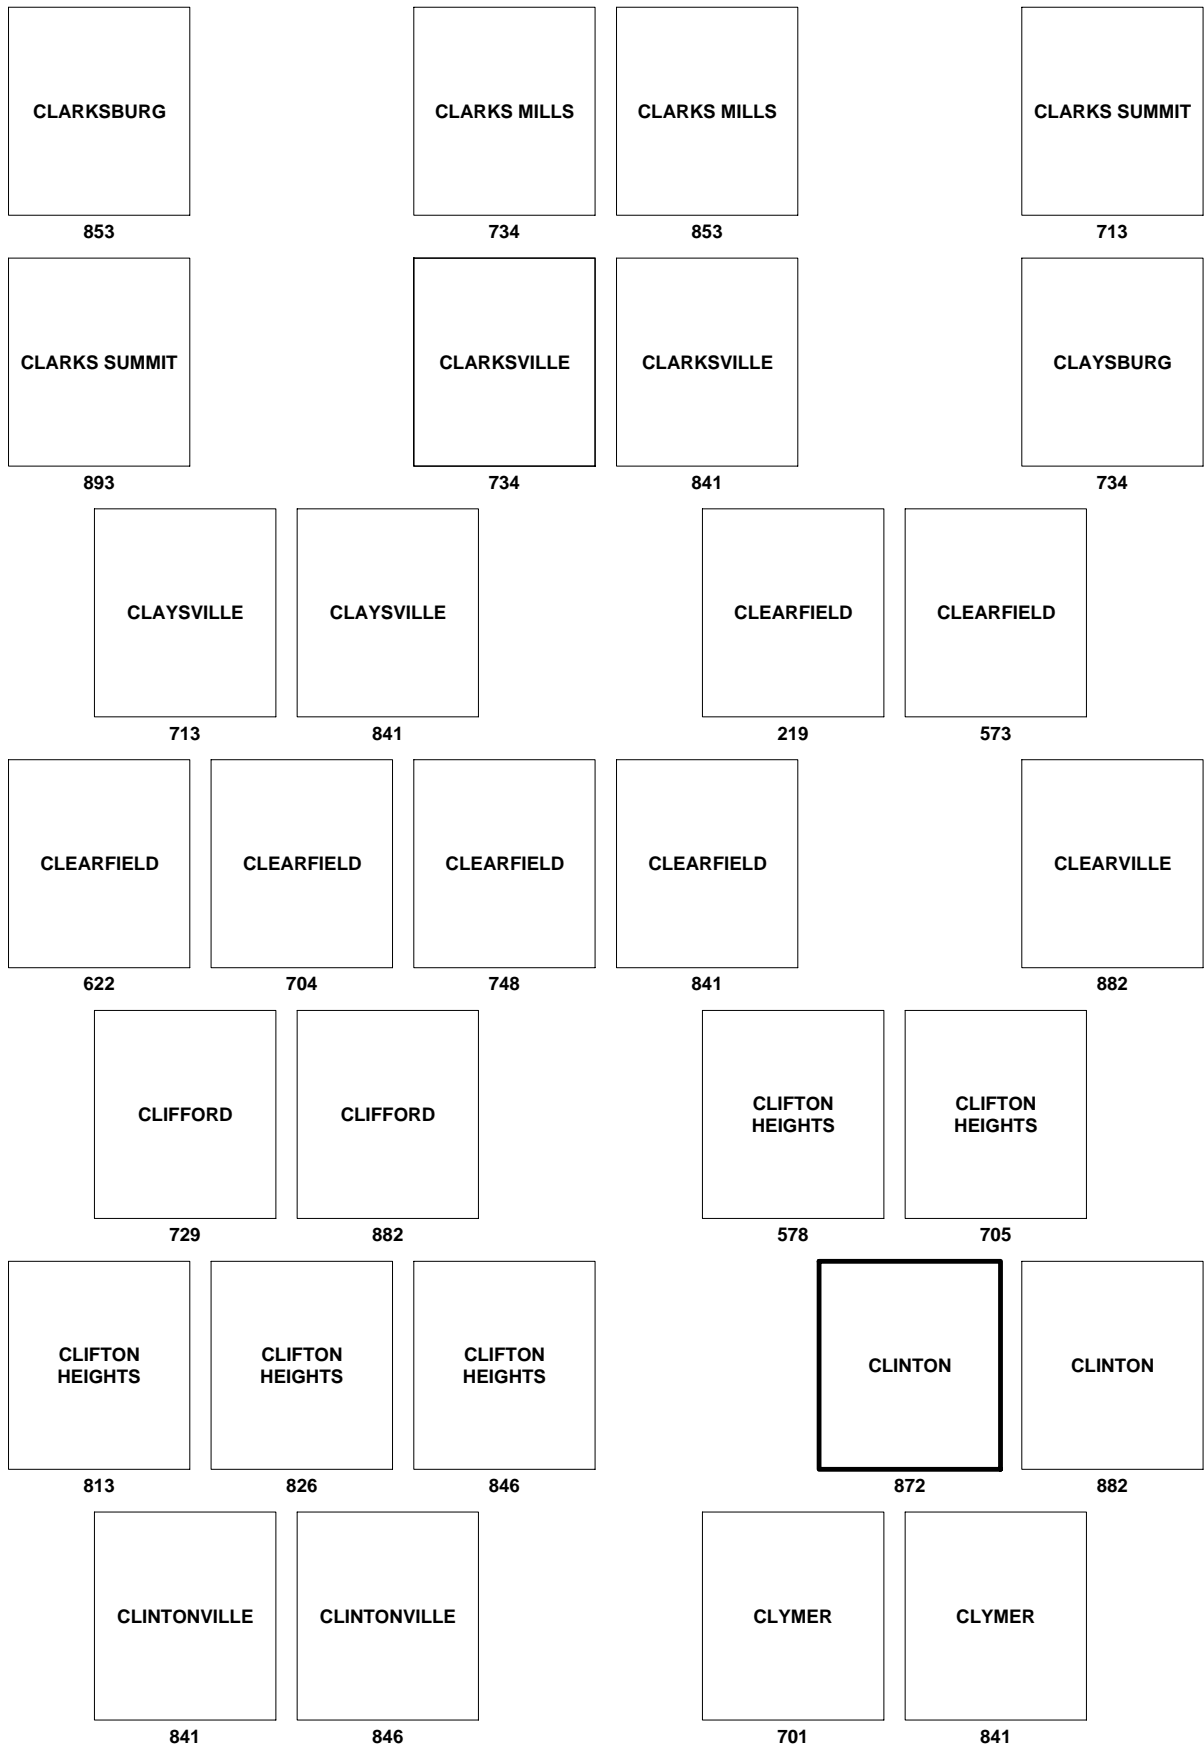 CLARKSBURG
CLARKS MILLS
CLARKS MILLS
CLARKS SUMMIT
853
734
853
713
CLARKS SUMMIT
CLARKSVILLE
CLARKSVILLE
CLAYSBURG
893
734
841
734
CLAYSVILLE
CLAYSVILLE
CLEARFIELD
CLEARFIELD
713
841
219
573
CLEARFIELD
CLEARFIELD
CLEARFIELD
CLEARFIELD
CLEARVILLE
622
704
748
841
882
CLIFFORD
CLIFFORD
CLIFTON
HEIGHTS
CLIFTON
HEIGHTS
729
882
578
705
CLIFTON
HEIGHTS
CLIFTON
HEIGHTS
CLIFTON
HEIGHTS
CLINTON
CLINTON
813
826
846
872
882
CLINTONVILLE
CLINTONVILLE
CLYMER
CLYMER
841
846
701
841